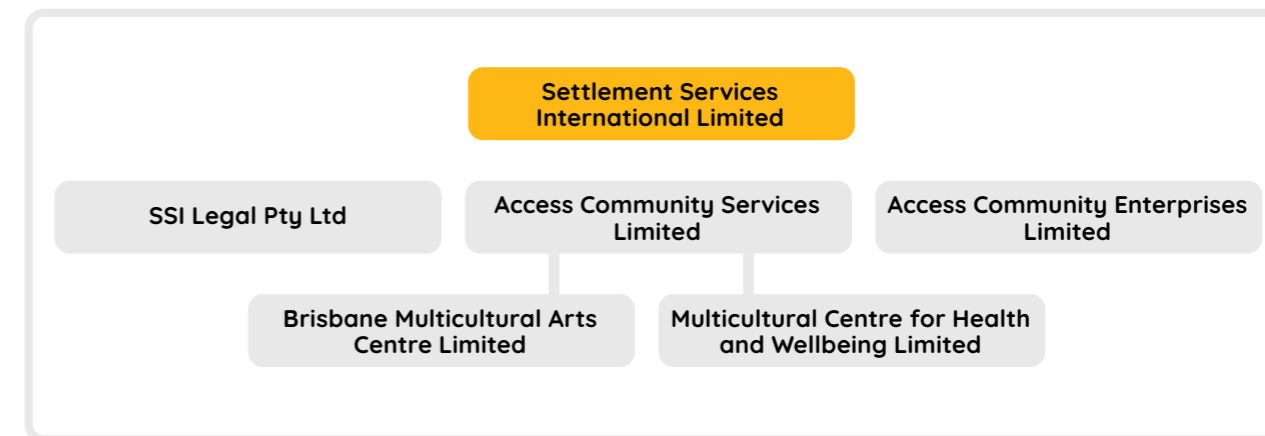 Settlement Services
International Limited
SSI Legal Pty Ltd
Access Community Services
Limited
Access Community Enterprises
Limited
Brisbane Multicultural Arts
Centre Limited
Multicultural Centre for Health
and Wellbeing Limited